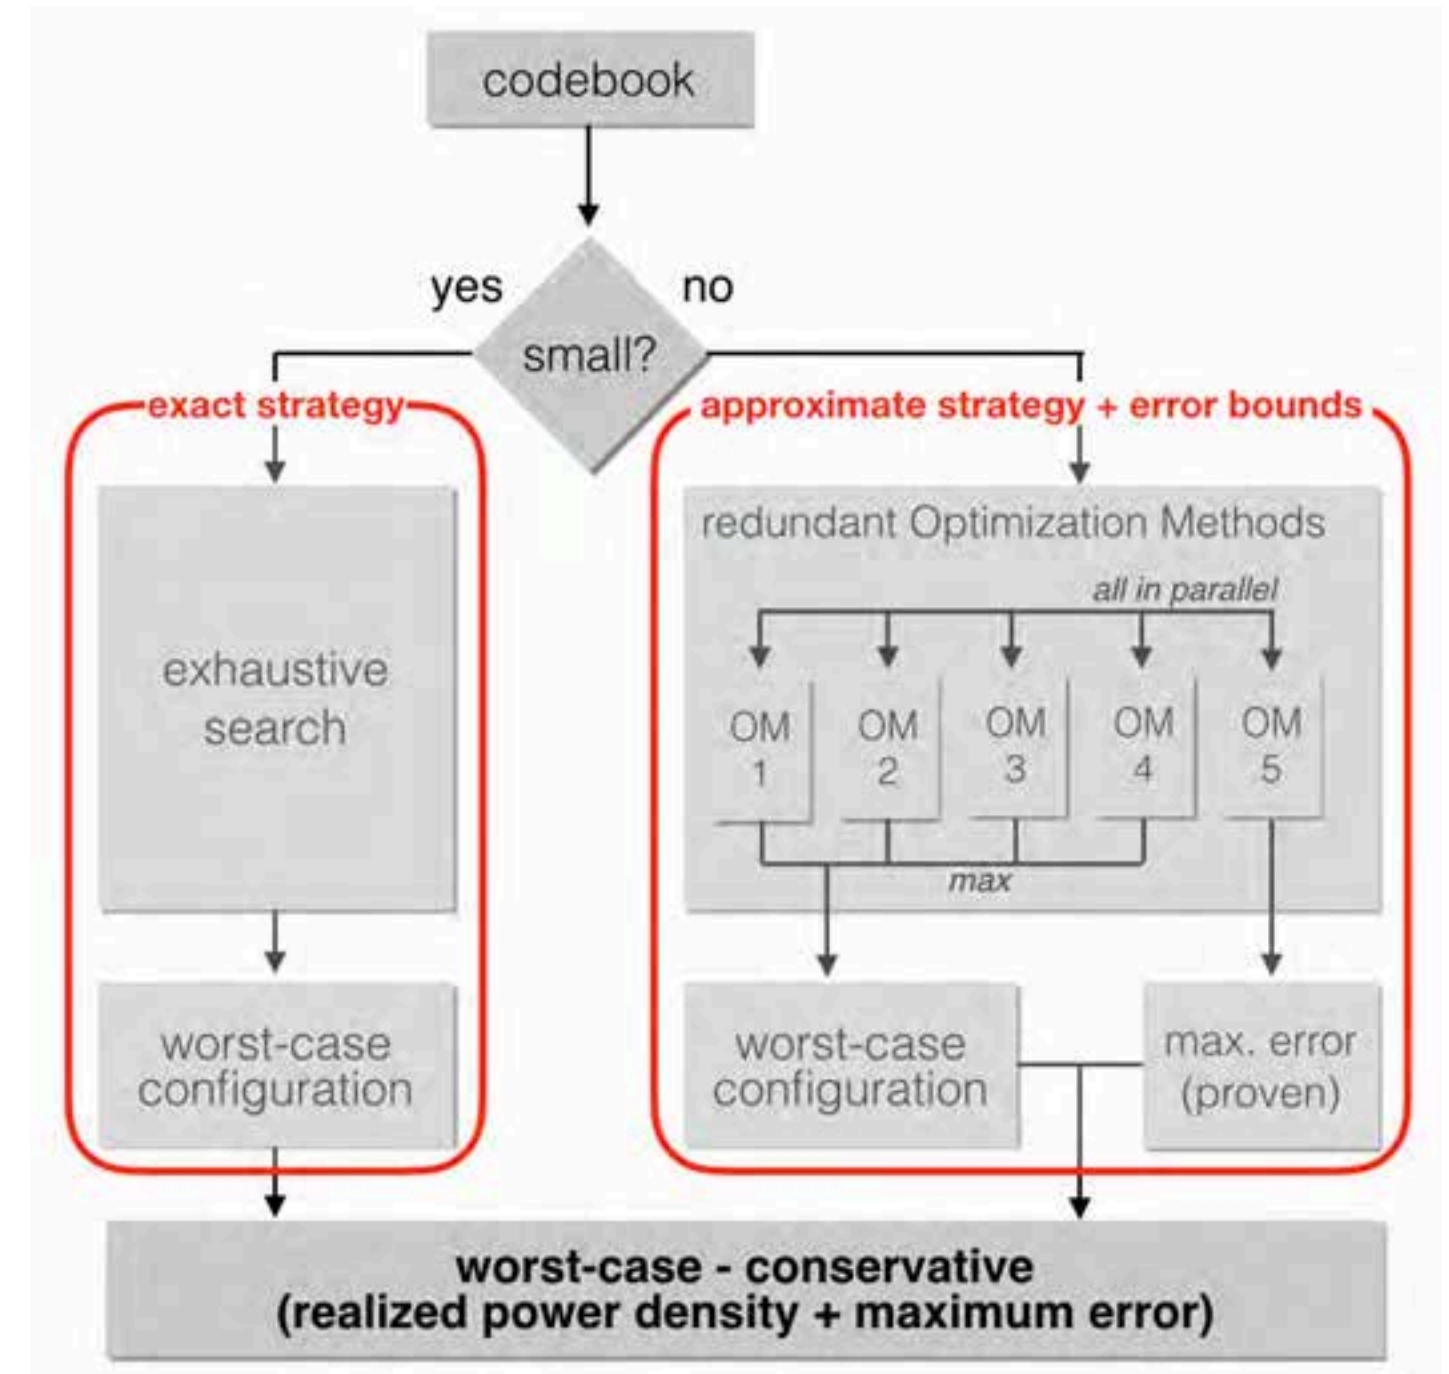 codebook
yes
no
small?
exact strategy
approximate strategy + error bounds
exhaustive
search
worst-case
configuration
redundant Optimization Methods
all in parallel
OM
1
OM
2
OM
3
OM
4
OM
5
max
worst-case
configuration
max. error
(proven)
worst-case - conservative
(realized power density + maximum error)